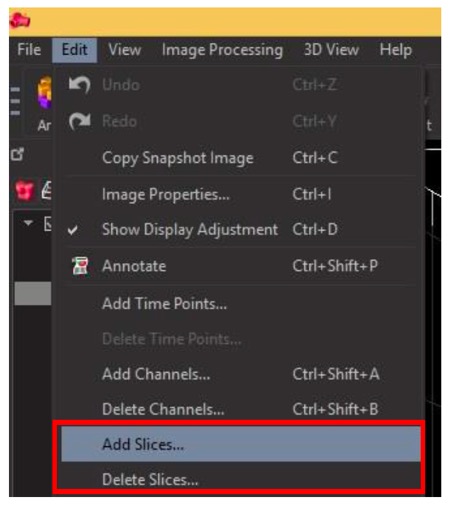 File Edit View Image Processing 3D View Help
Undo Ctrl+Z
Ar Redo Ctrl+Y t
Copy Snapshot Image Ctrl+C
Image Properties... Ctrl+I
Show Display Adjustment Ctrl+D
Annotate Ctrl+Shift+P
Add Time Points...
Delete Time Points...
Add Channels... Ctrl+Shift+A
Delete Channels... Ctrl+Shift+B
Add Slices...
Delete Slices...